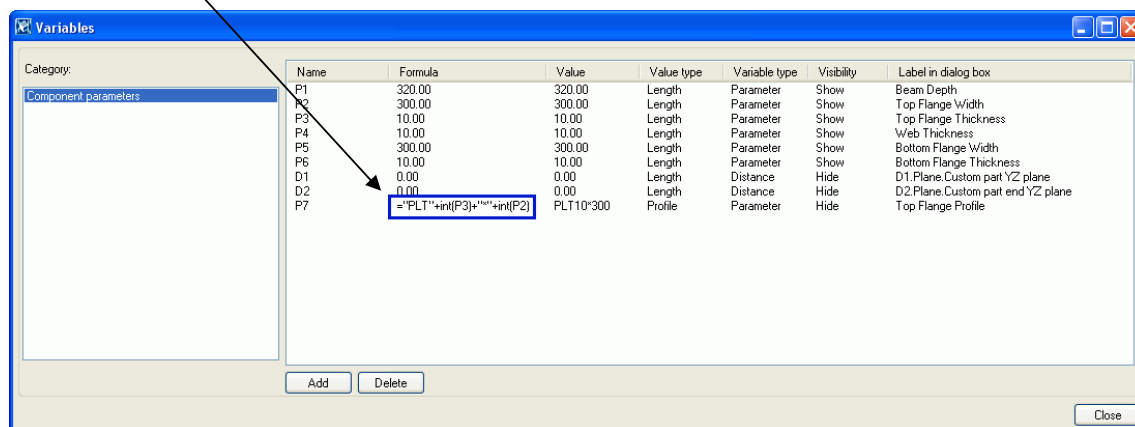 Variables
Category:
Component parameters
Name Formula Value Value type Variable type Visibility Label in dialog box
P1 320.00 320.00 Length Parameter Show Beam Depth
P2 300.00 300.00 Length Parameter Show Top Flange Width
P3 10.00 10.00 Length Parameter Show Top Flange Thickness
P4 10.00 10.00 Length Parameter Show Web Thickness
P5 300.00 300.00 Length Parameter Show Bottom Flange Width
P6 10.00 10.00 Length Parameter Show Bottom Flange Thickness
D1 0.00 0.00 Length Distance Hide D1.Plane.Custom part YZ plane
D2 0.00 0.00 Length Distance Hide D2.Plane.Custom part end YZ plane
P7 ="PLT"+int(P3)+"*"+int(P2) PLT10*300 Profile Parameter Hide Top Flange Profile
Add Delete
Close